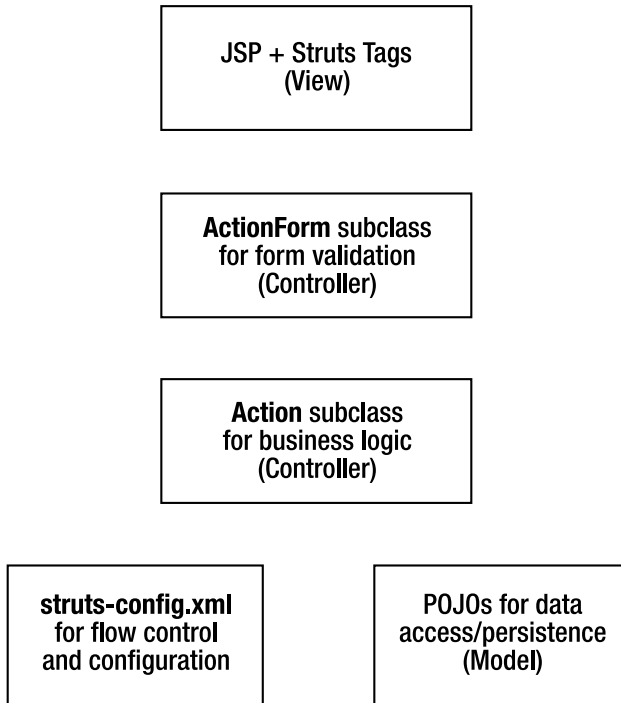 JSP + Struts Tags
(View)
ActionForm subclass
for form validation
(Controller)
Action subclass
for business logic
(Controller)
struts-config.xml
for flow control
and configuration
POJOs for data
access/persistence
(Model)